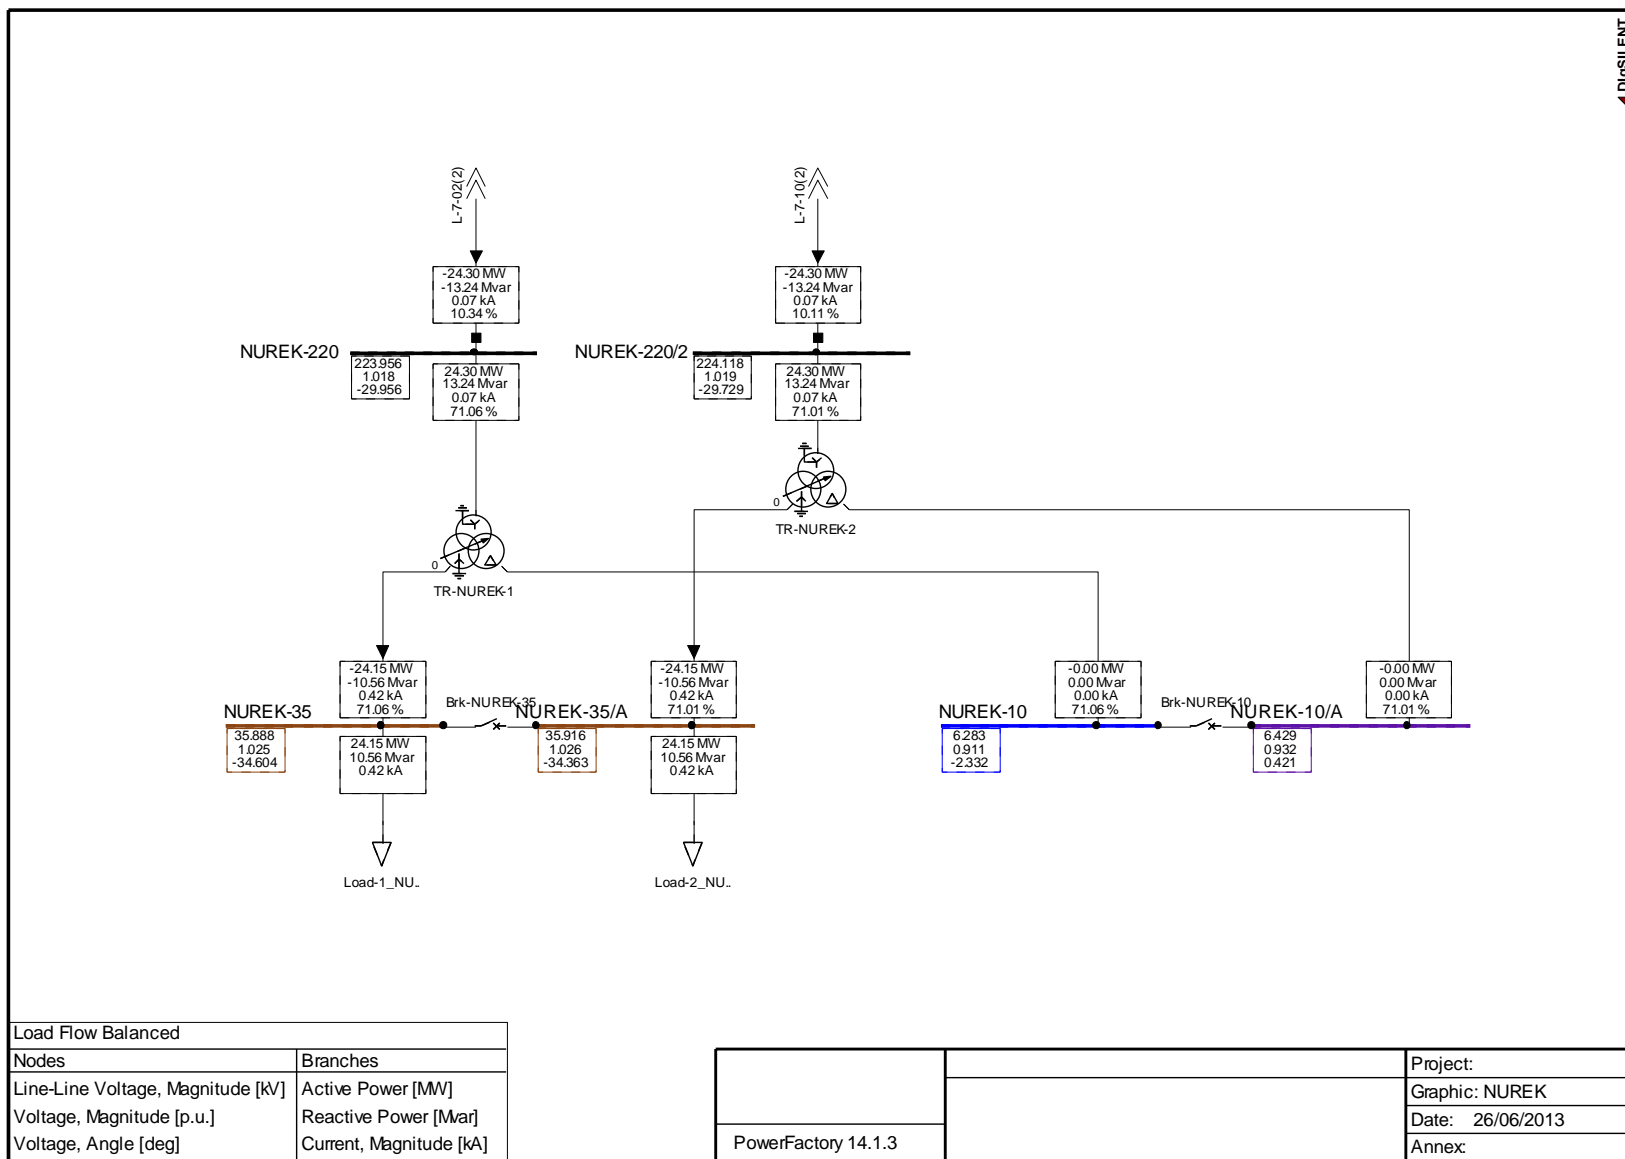 DIgSILENT
L-7-02(2)
L-7-10(2)
-24.30 MW
-13.24 Mvar
0.07 kA
10.34 %
-24.30 MW
-13.24 Mvar
0.07 kA
10.11 %
NUREK-220
223.956
1.018
-29.956
24.30 MW
13.24 Mvar
0.07 kA
71.06 %
NUREK-220/2
224.118
1.019
-29.729
24.30 MW
13.24 Mvar
0.07 kA
71.01 %
0
TR-NUREK-2
0
TR-NUREK-1
-24.15 MW
-10.56 Mvar
0.42 kA
71.06 %
-24.15 MW
-10.56 Mvar
0.42 kA
71.01 %
-0.00 MW
0.00 Mvar
0.00 kA
71.06 %
-0.00 MW
0.00 Mvar
0.00 kA
71.01 %
NUREK-35
Brk-NUREK-35
NUREK-35/A
NUREK-10
Brk-NUREK-10
NUREK-10/A
35.888
1.025
-34.604
24.15 MW
10.56 Mvar
0.42 kA
35.916
1.026
-34.363
24.15 MW
10.56 Mvar
0.42 kA
6.283
0.911
-2.332
6.429
0.932
0.421
Load-1_NU..
Load-2_NU..
Load Flow Balanced
Nodes
Branches
Line-Line Voltage, Magnitude [kV]
Active Power [MW]
Voltage, Magnitude [p.u.]
Reactive Power [Mvar]
Voltage, Angle [deg]
Current, Magnitude [kA]
PowerFactory 14.1.3
Project:
Graphic: NUREK
Date: 26/06/2013
Annex: